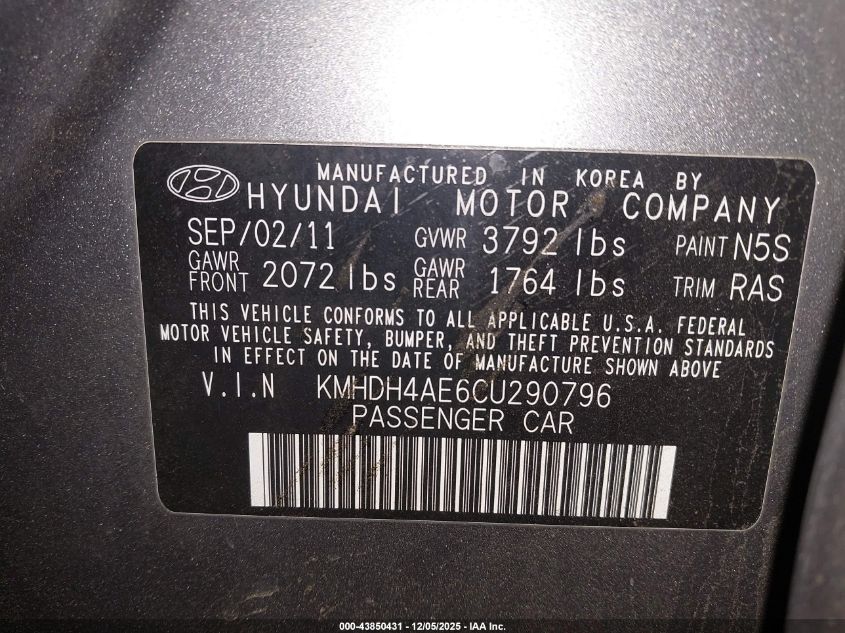 MANUFACTURED IN KOREA BY
HYUNDAI MOTOR COMPANY
SEP/02/11 GVWR 3792 lbs PAINT N5S
GAWR FRONT 2072 lbs GAWR REAR 1764 lbs TRIM RAS
THIS VEHICLE CONFORMS TO ALL APPLICABLE U.S.A. FEDERAL
MOTOR VEHICLE SAFETY, BUMPER, AND THEFT PREVENTION STANDARDS
IN EFFECT ON THE DATE OF MANUFACTURE SHOWN ABOVE
V.I.N KMHDH4AE6CU290796
PASSENGER CAR
000-43850431 - 12/05/2025 - IAA Inc.